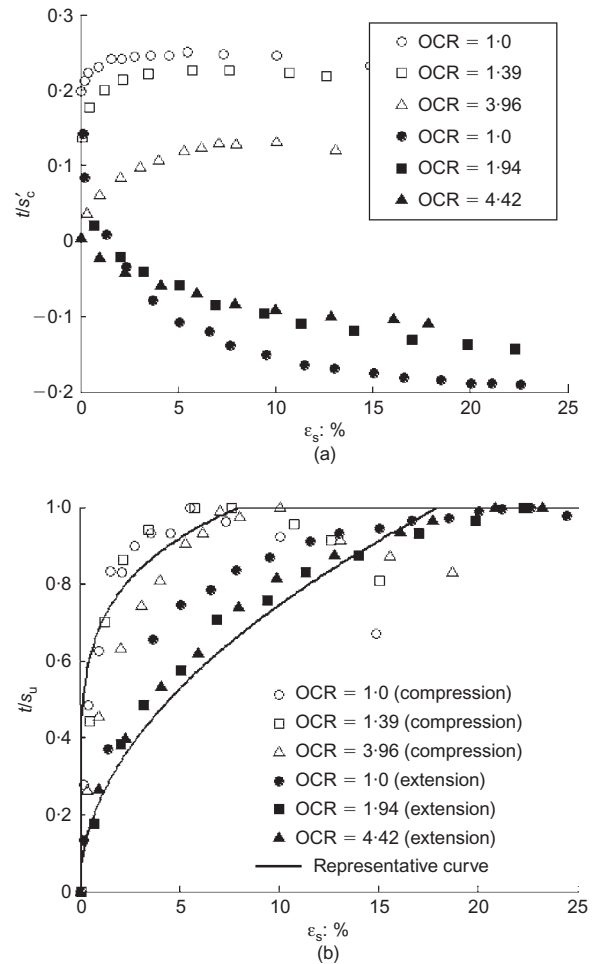 0·3
0·2
0·1
0
−0·1
−0·2
t/s′c
OCR = 1·0
OCR = 1·39
OCR = 3·96
OCR = 1·0
OCR = 1·94
OCR = 4·42
0 5 10 15 20 25
εs: %
(a)
1·0
0·8
0·6
0·4
0·2
0
t/su
OCR = 1·0 (compression)
OCR = 1·39 (compression)
OCR = 3·96 (compression)
OCR = 1·0 (extension)
OCR = 1·94 (extension)
OCR = 4·42 (extension)
Representative curve
0 5 10 15 20 25
εs: %
(b)